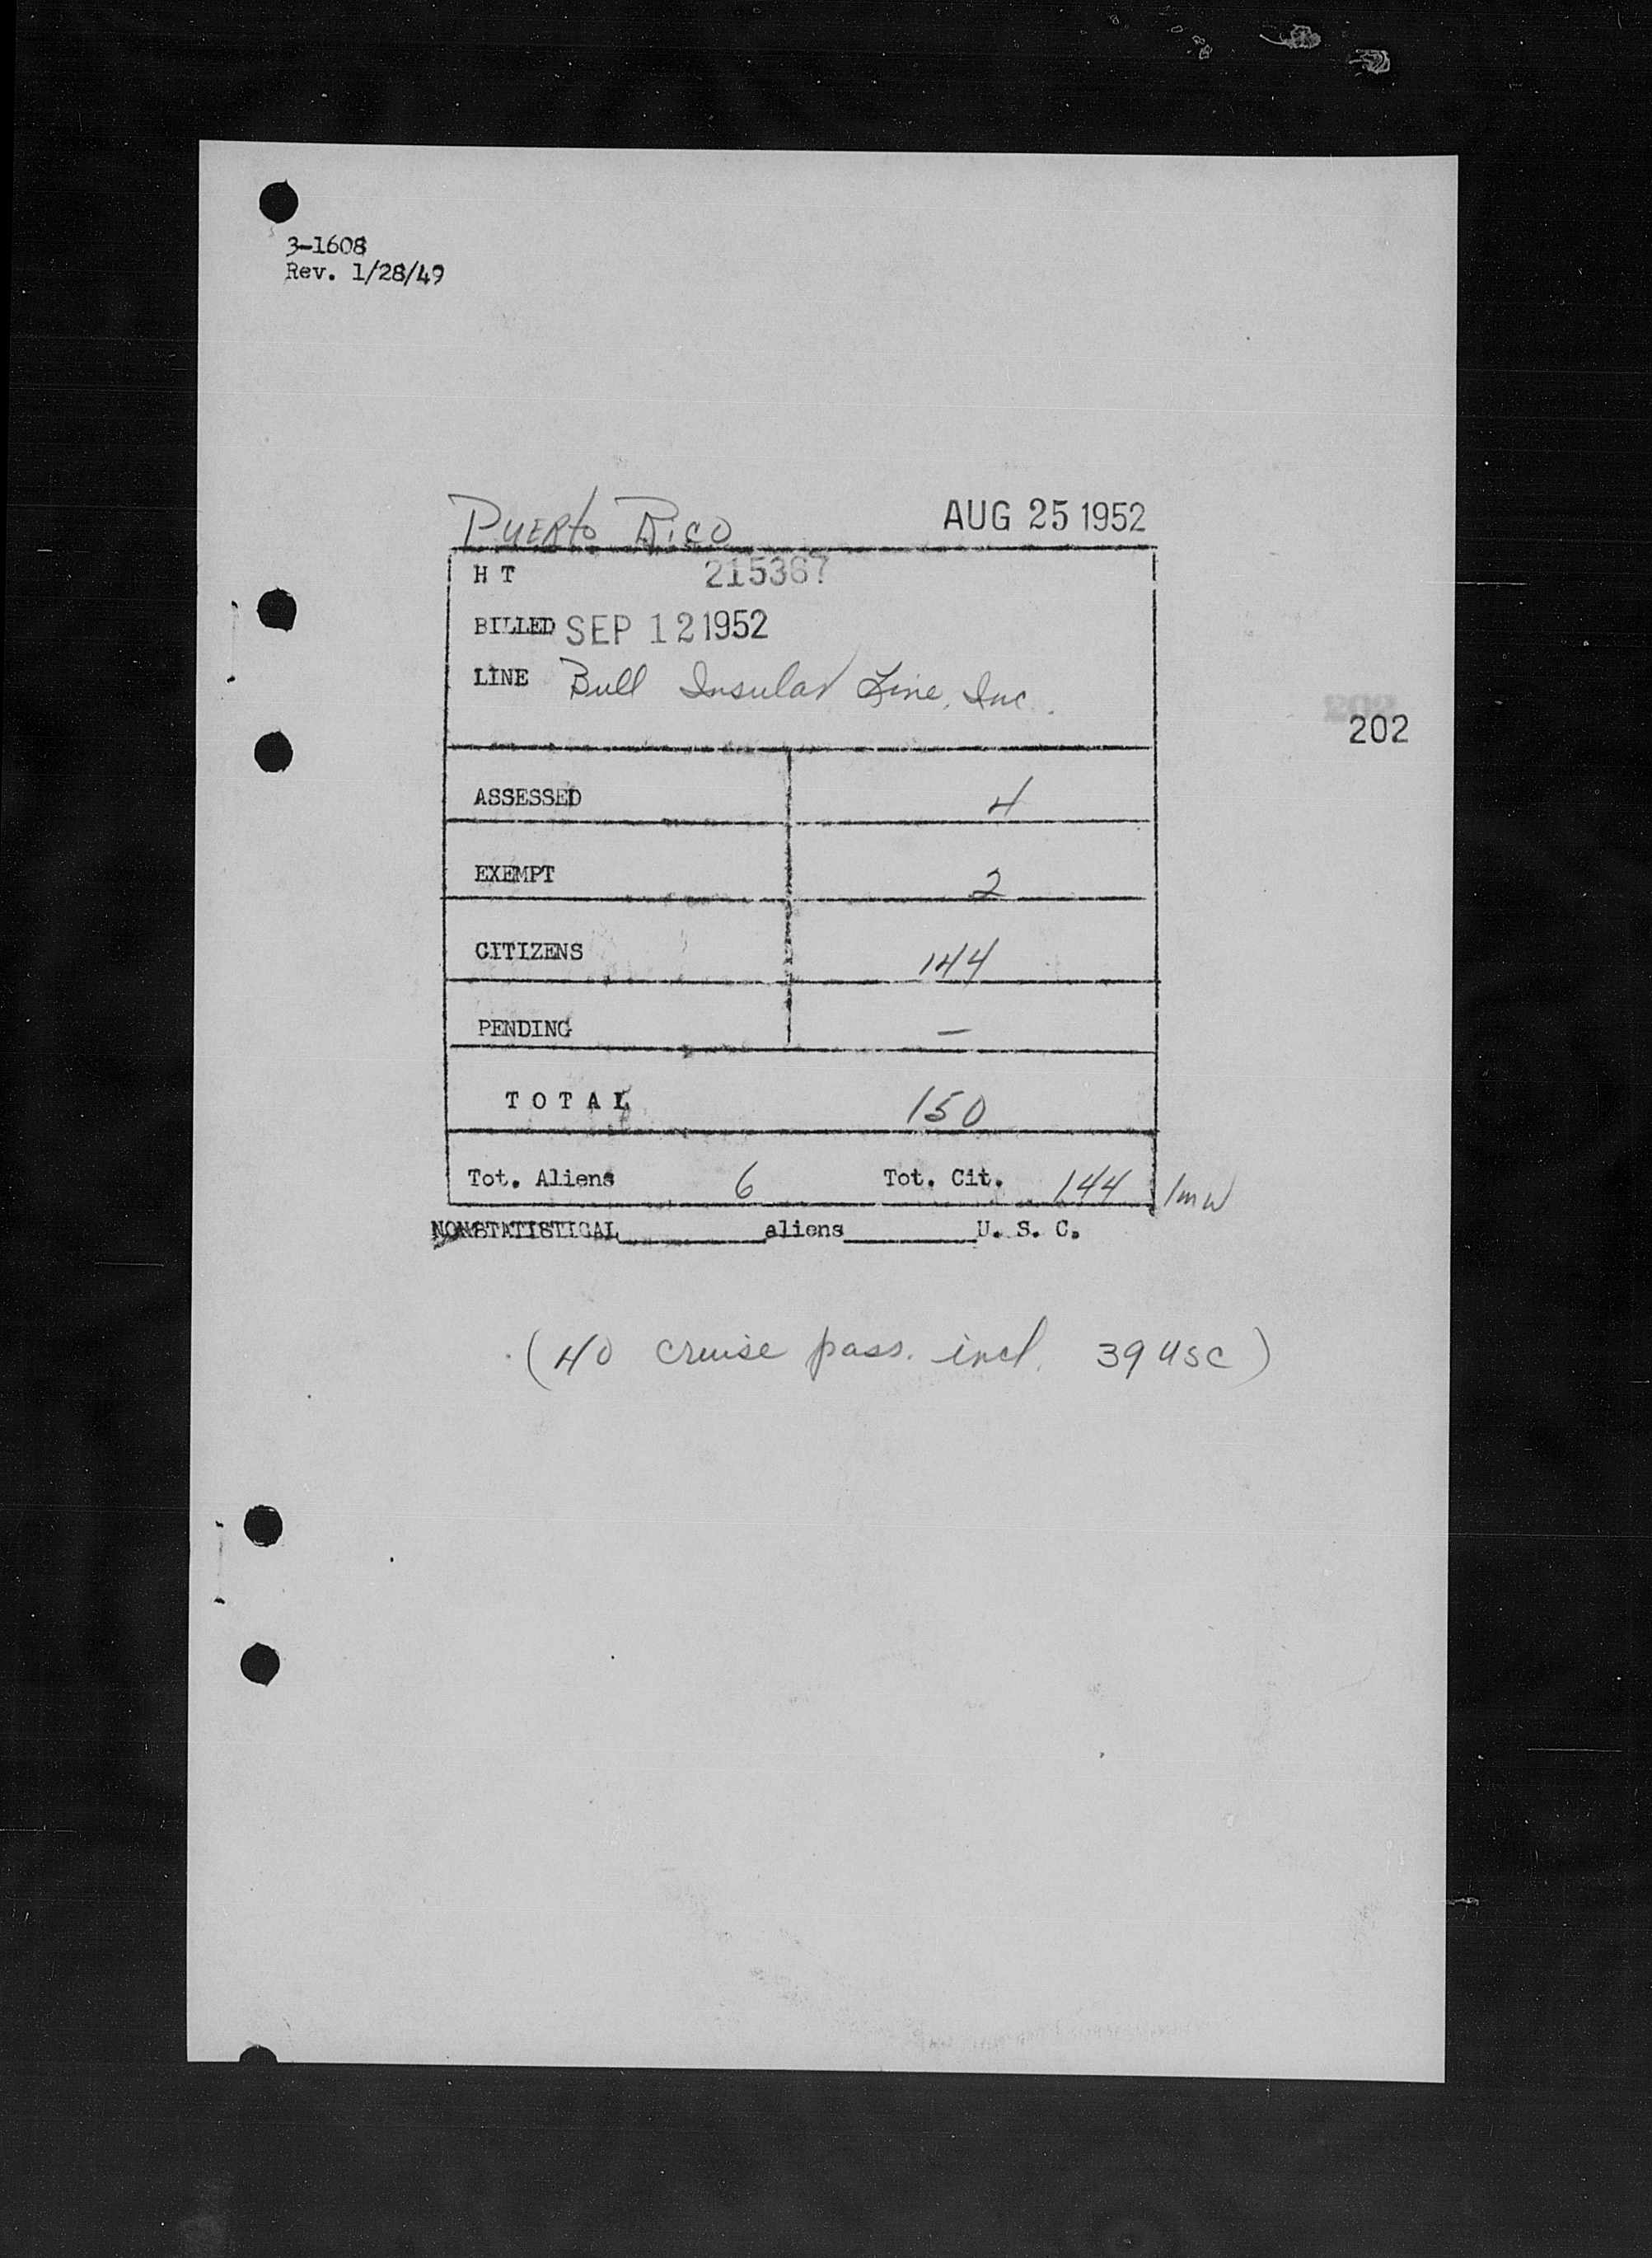 3-1608
Rev. 1/28/49
Puerto Rico AUG 25 1952
H T 215367
BILLED SEP 12 1952
LINE Bull Insular Line, Inc.
202
ASSESSED 4
EXEMPT 2
CITIZENS 144
PENDING —
TOTAL 150
Tot. Aliens 6 Tot. Cit. 144 /mw
NONSTATISTICAL aliens U. S. C.
(40 cruise pass. incl. 39 USC)